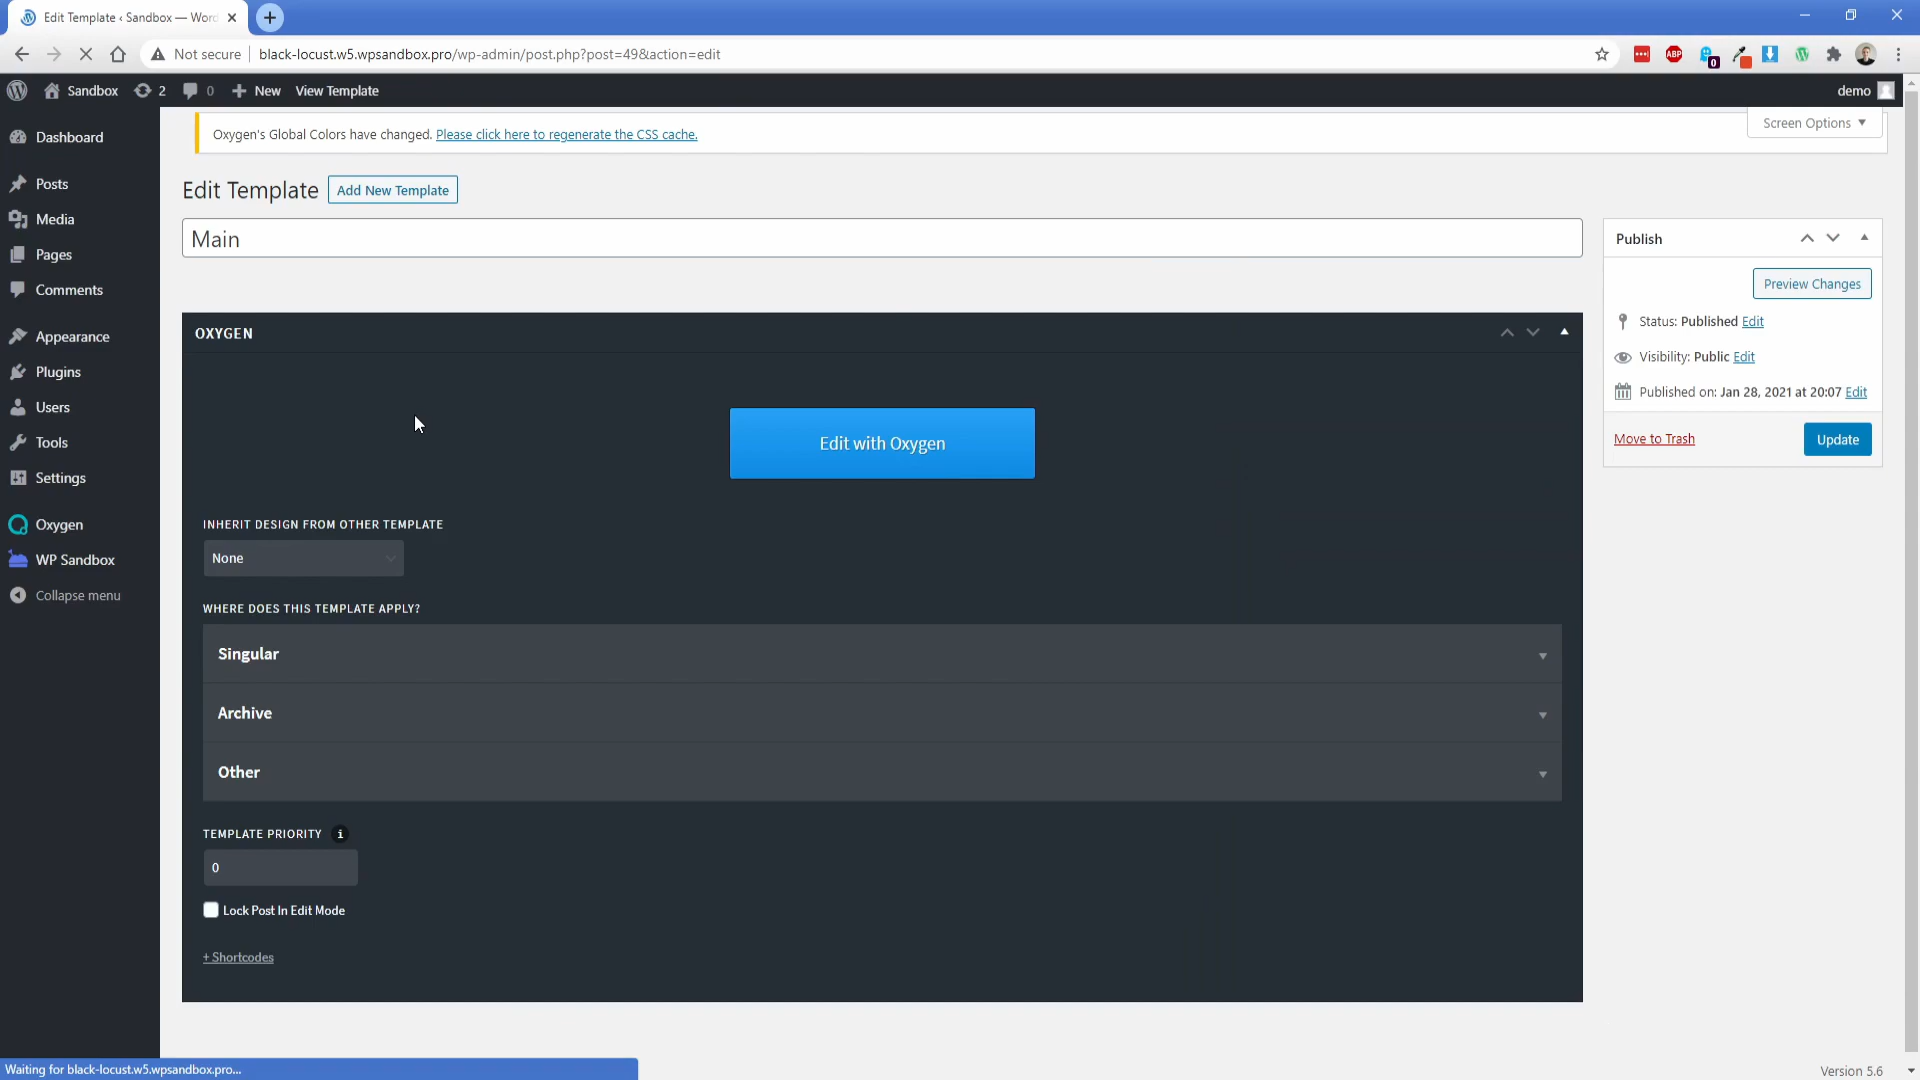 Edit Template ‹ Sandbox — Word
Not secure
black-locust.w5.wpsandbox.pro/wp-admin/post.php?post=49&action=edit
ABP
0
Sandbox
2
0
New
View Template
demo
Dashboard
Posts
Media
Pages
Comments
Appearance
Plugins
Users
Tools
Settings
Oxygen
WP Sandbox
Collapse menu
Oxygen's Global Colors have changed. Please click here to regenerate the CSS cache.
Screen Options
Edit Template
Add New Template
Main
OXYGEN
Edit with Oxygen
INHERIT DESIGN FROM OTHER TEMPLATE
None
WHERE DOES THIS TEMPLATE APPLY?
Singular
Archive
Other
TEMPLATE PRIORITY i
0
Lock Post In Edit Mode
+ Shortcodes
Publish
Preview Changes
Status: Published Edit
Visibility: Public Edit
Published on: Jan 28, 2021 at 20:07 Edit
Move to Trash
Update
Waiting for black-locust.w5.wpsandbox.pro...
Version 5.6